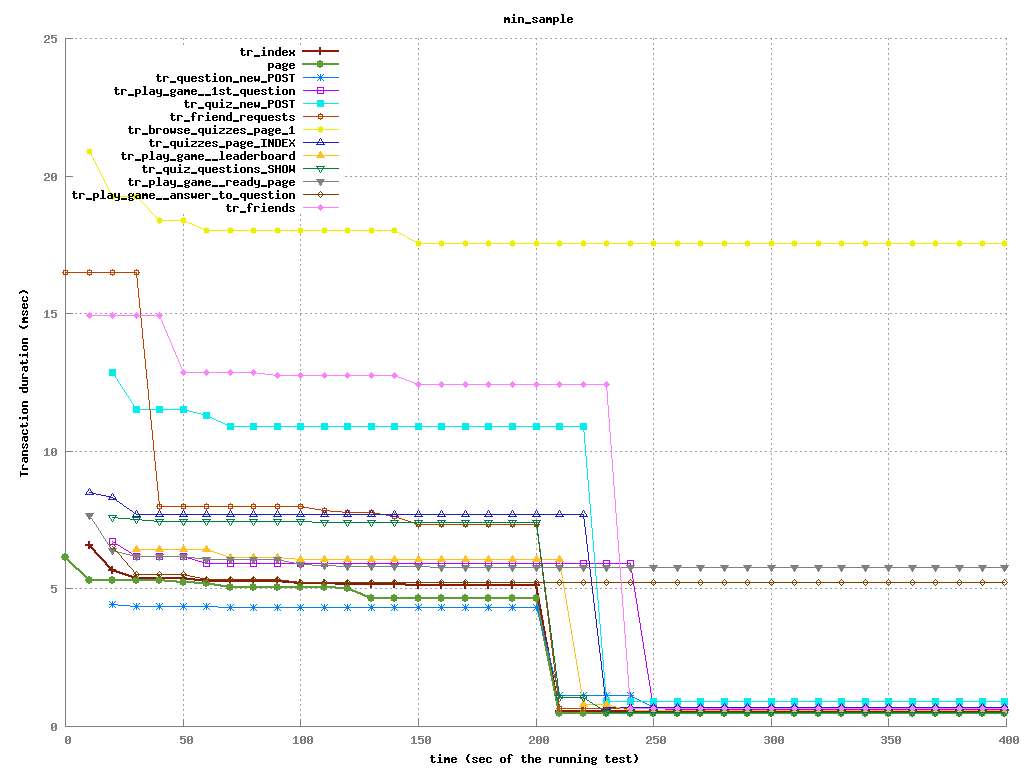 min_sample
25
20
15
10
5
0
Transaction duration (msec)
tr_index
page
tr_question_new_POST
tr_play_game__1st_question
tr_quiz_new_POST
tr_friend_requests
tr_browse_quizzes_page_1
tr_quizzes_page_INDEX
tr_play_game__leaderboard
tr_quiz_questions_SHOW
tr_play_game__ready_page
tr_play_game__answer_to_question
tr_friends
0 50 100 150 200 250 300 350 400
time (sec of the running test)